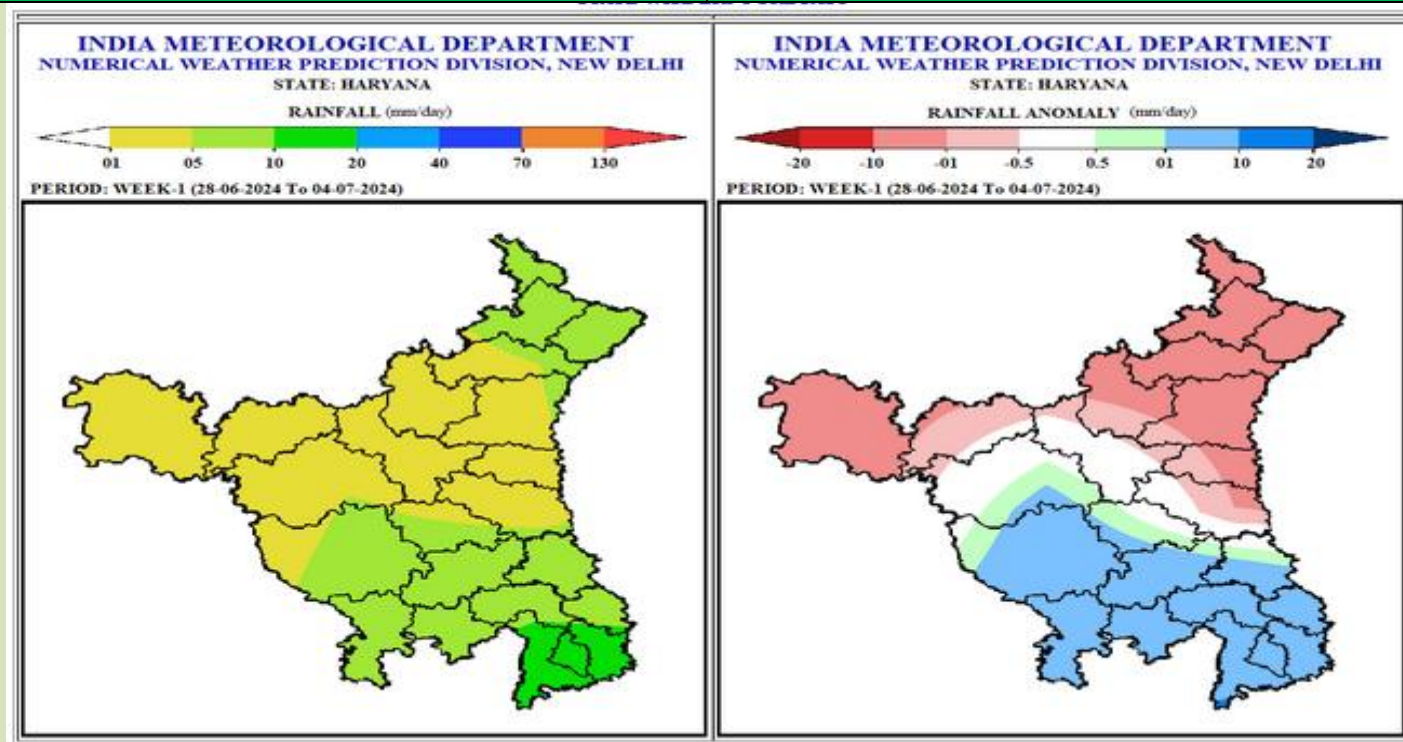 INDIA METEOROLOGICAL DEPARTMENT
NUMERICAL WEATHER PREDICTION DIVISION, NEW DELHI
STATE: HARYANA
RAINFALL (mm/day)
01 05 10 20 40 70 130
PERIOD: WEEK-1 (28-06-2024 To 04-07-2024)
INDIA METEOROLOGICAL DEPARTMENT
NUMERICAL WEATHER PREDICTION DIVISION, NEW DELHI
STATE: HARYANA
RAINFALL ANOMALY (mm/day)
-20 -10 -01 -0.5 0.5 01 10 20
PERIOD: WEEK-1 (28-06-2024 To 04-07-2024)